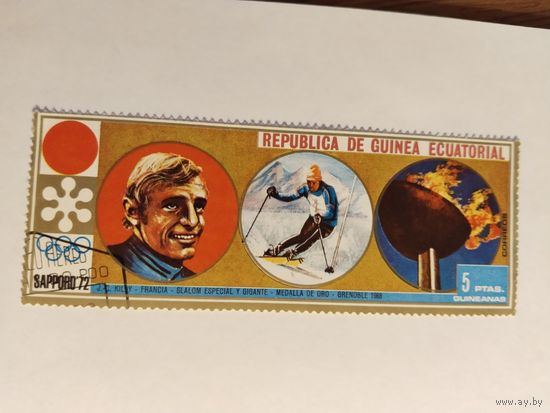 REPUBLICA DE GUINEA ECUATORIAL
CORREOS
SAPPORO 72
J.C. KILLY - FRANCIA - SLALOM ESPECIAL Y GIGANTE - MEDALLA DE ORO - GRENOBLE 1968
5 PTAS.
GUINEANAS
www.ay.by